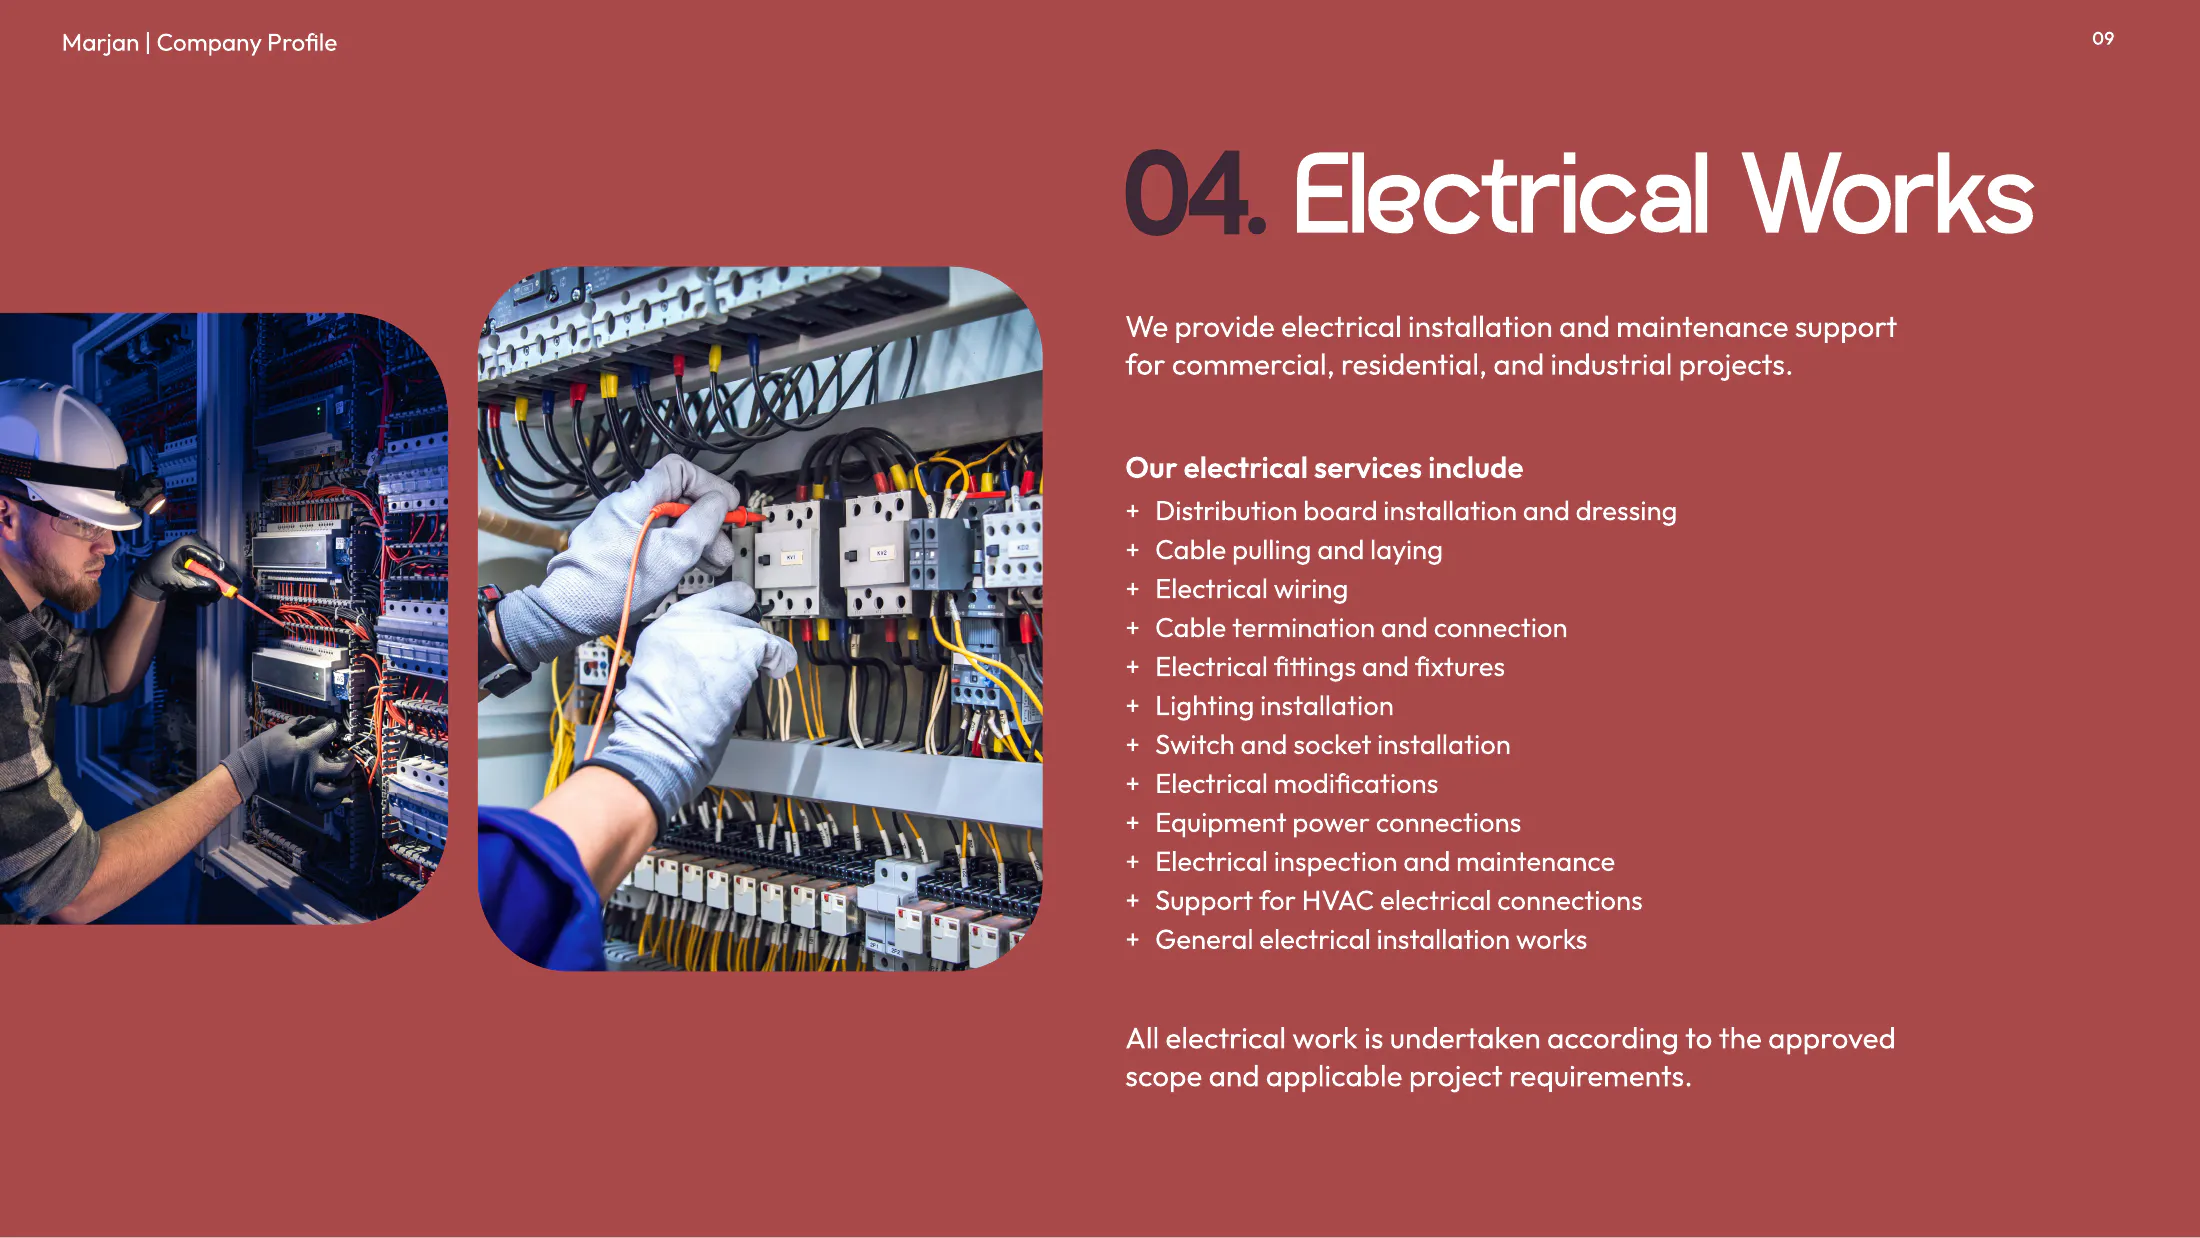 Marjan | Company Profile
09
04. Electrical Works
We provide electrical installation and maintenance support
for commercial, residential, and industrial projects.
Our electrical services include
+ Distribution board installation and dressing
+ Cable pulling and laying
+ Electrical wiring
+ Cable termination and connection
+ Electrical fittings and fixtures
+ Lighting installation
+ Switch and socket installation
+ Electrical modifications
+ Equipment power connections
+ Electrical inspection and maintenance
+ Support for HVAC electrical connections
+ General electrical installation works
All electrical work is undertaken according to the approved
scope and applicable project requirements.
KV1
KV2